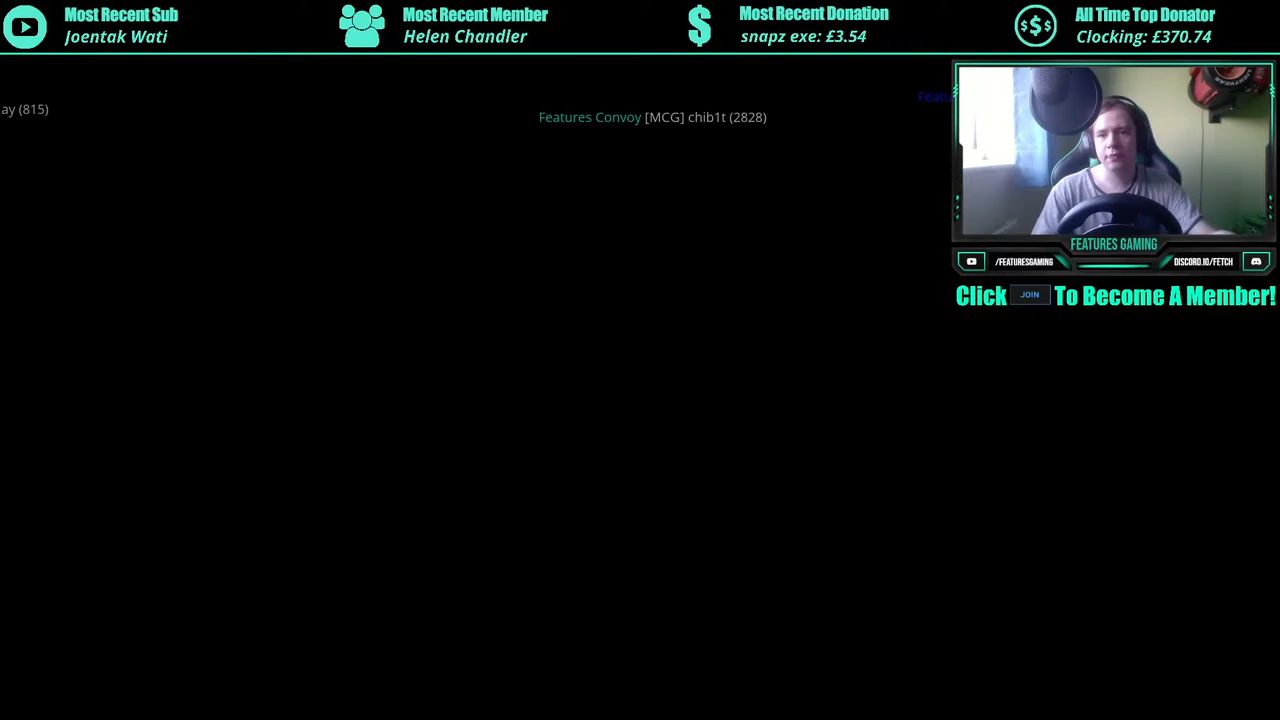 Most Recent Sub
Joentak Wati
Most Recent Member
Helen Chandler
Most Recent Donation
snapz exe: £3.54
All Time Top Donator
Clocking: £370.74
ay (815)
Features Convoy [MCG] chib1t (2828)
Featu
FEATURES GAMING
/FEATURESGAMING
DISCORD.IO/FETCH
Click JOIN To Become A Member!